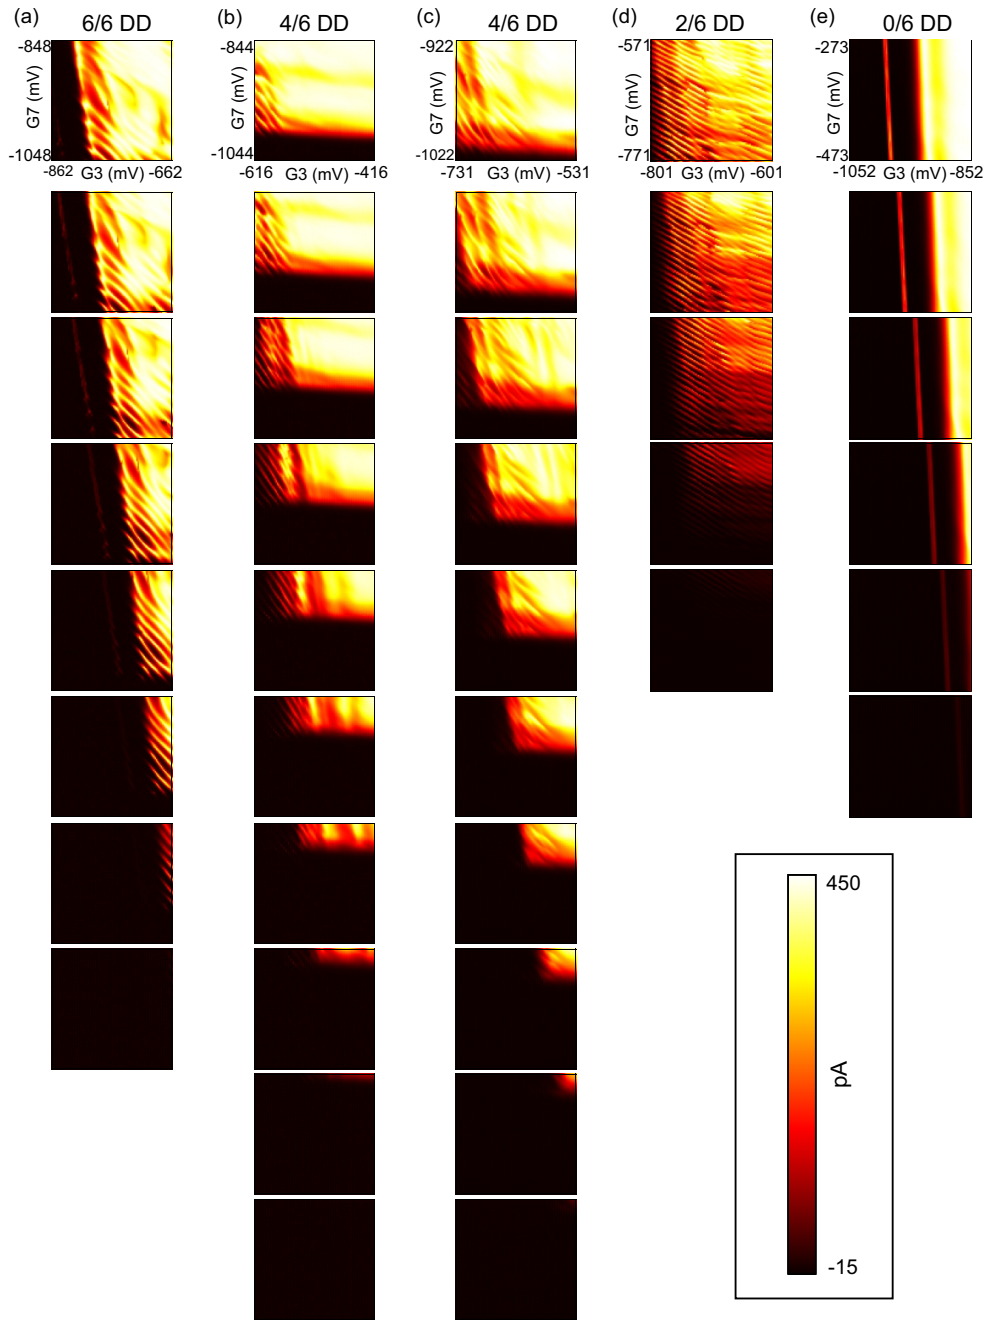 (a) 6/6 DD
(b) 4/6 DD
(c) 4/6 DD
(d) 2/6 DD
(e) 0/6 DD
-848
G7 (mV)
-1048
-862 G3 (mV) -662
-844
G7 (mV)
-1044
-616 G3 (mV) -416
-922
G7 (mV)
-1022
-731 G3 (mV) -531
-571
G7 (mV)
-771
-801 G3 (mV) -601
-273
G7 (mV)
-473
-1052 G3 (mV) -852
450
pA
-15